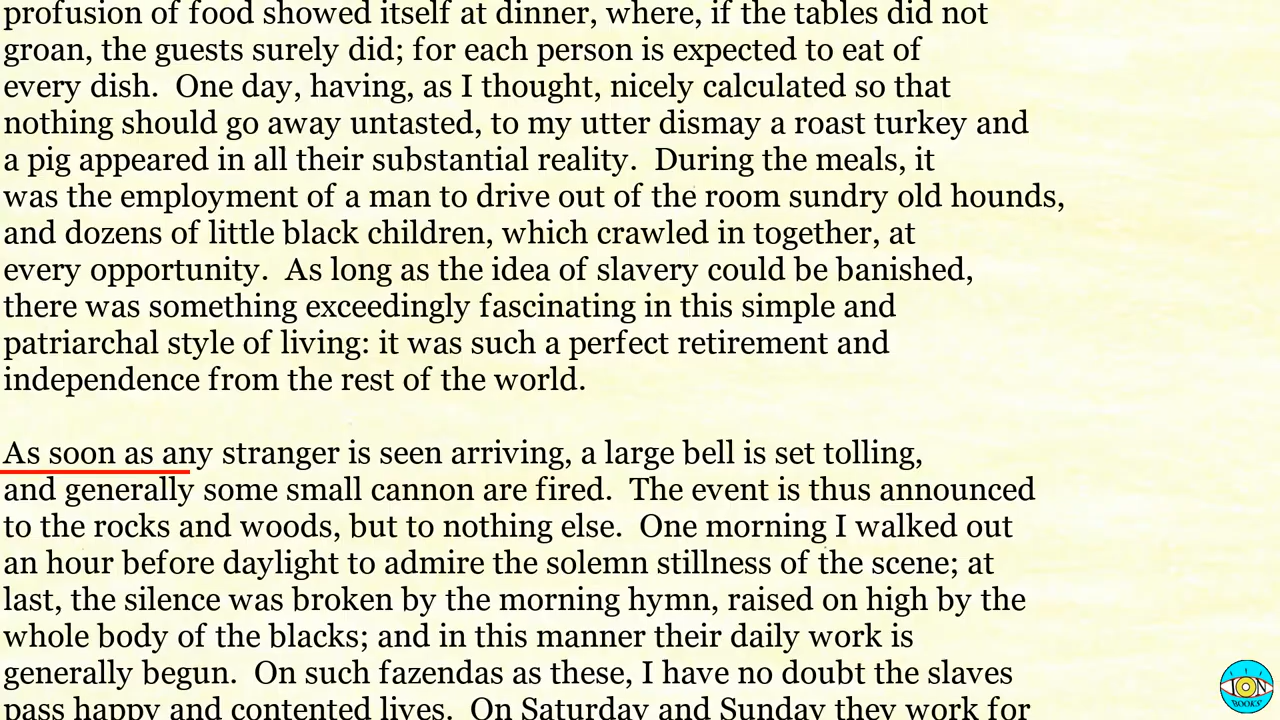 profusion of food showed itself at dinner, where, if the tables did not
groan, the guests surely did; for each person is expected to eat of
every dish.  One day, having, as I thought, nicely calculated so that
nothing should go away untasted, to my utter dismay a roast turkey and
a pig appeared in all their substantial reality.  During the meals, it
was the employment of a man to drive out of the room sundry old hounds,
and dozens of little black children, which crawled in together, at
every opportunity.  As long as the idea of slavery could be banished,
there was something exceedingly fascinating in this simple and
patriarchal style of living: it was such a perfect retirement and
independence from the rest of the world.
As soon as any stranger is seen arriving, a large bell is set tolling,
and generally some small cannon are fired.  The event is thus announced
to the rocks and woods, but to nothing else.  One morning I walked out
an hour before daylight to admire the solemn stillness of the scene; at
last, the silence was broken by the morning hymn, raised on high by the
whole body of the blacks; and in this manner their daily work is
generally begun.  On such fazendas as these, I have no doubt the slaves
pass happy and contented lives.  On Saturday and Sunday they work for
ION
BOOKS